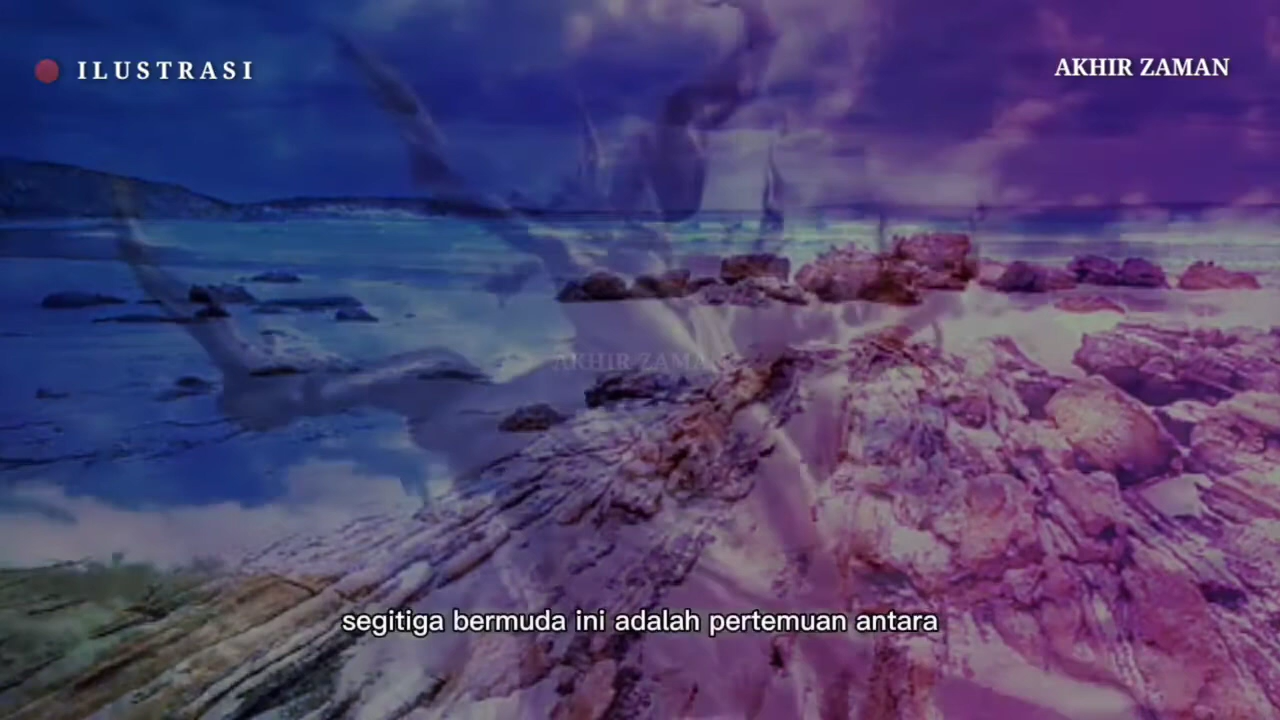 ILUSTRASI
AKHIR ZAMAN
AKHIR ZAMAN
segitiga bermuda ini adalah pertemuan antara